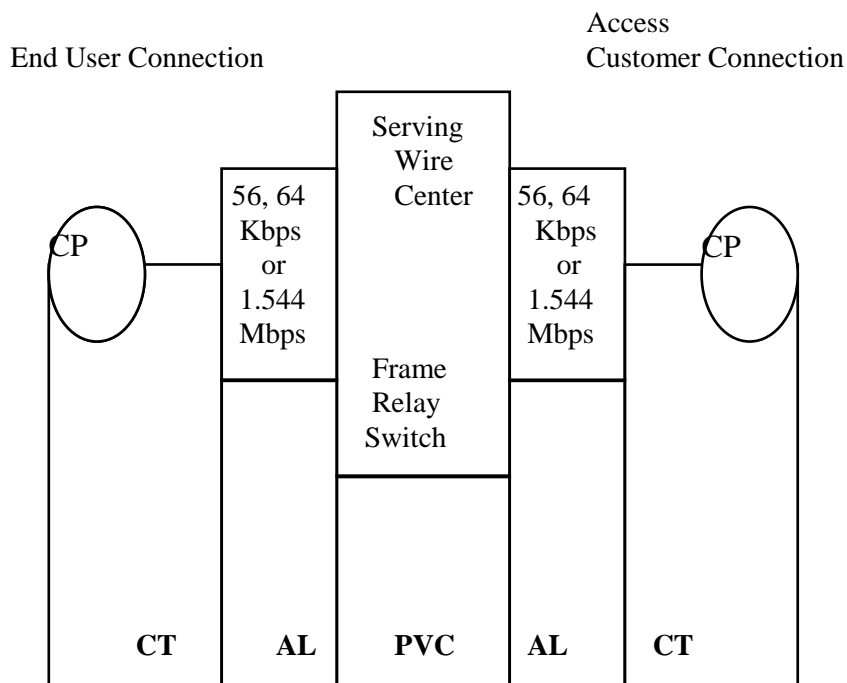 Access
End User Connection
Customer Connection
Serving
Wire
Center
56, 64
Kbps
or
1.544
Mbps
56, 64
Kbps
or
1.544
Mbps
CP
CP
Frame
Relay
Switch
CT
AL
PVC
AL
CT